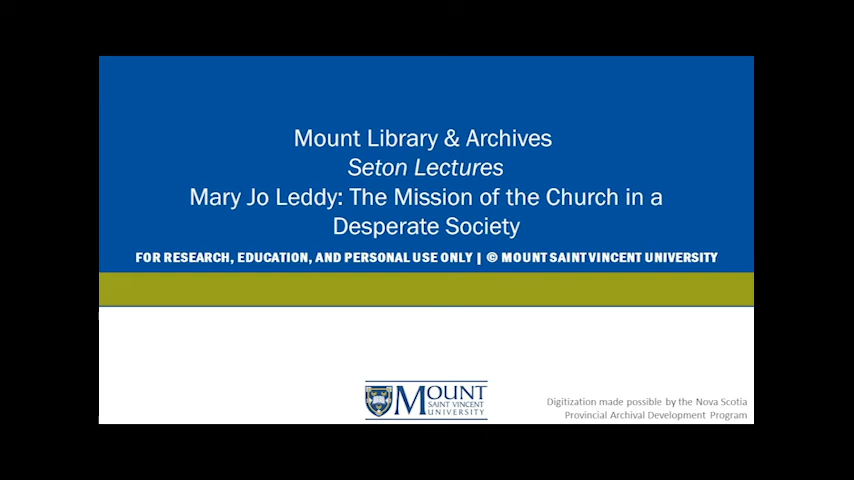 Mount Library & Archives
Seton Lectures
Mary Jo Leddy: The Mission of the Church in a
Desperate Society
FOR RESEARCH, EDUCATION, AND PERSONAL USE ONLY | © MOUNT SAINT VINCENT UNIVERSITY
MOUNT
SAINT VINCENT
UNIVERSITY
Digitization made possible by the Nova Scotia
Provincial Archival Development Program